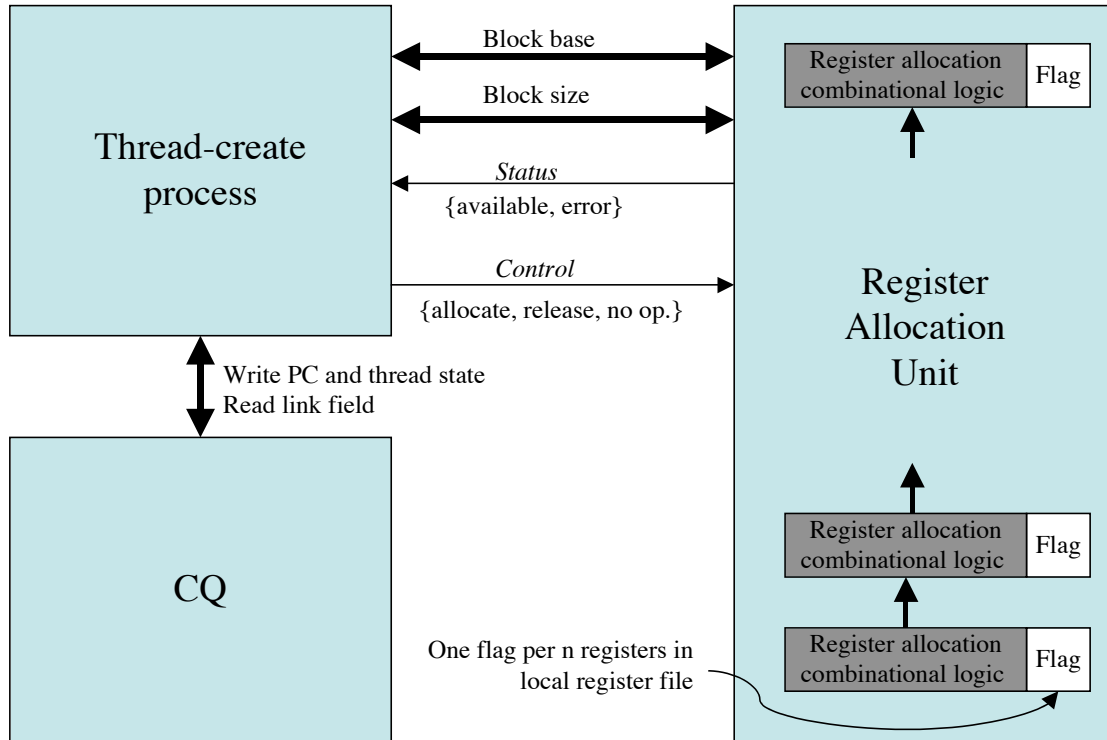 Thread-create
process
Block base
Block size
Status
{available, error}
Control
{allocate, release, no op.}
Write PC and thread state
Read link field
CQ
Register allocation
combinational logic
Flag
Register
Allocation
Unit
Register allocation
combinational logic
Flag
Register allocation
combinational logic
Flag
One flag per n registers in
local register file